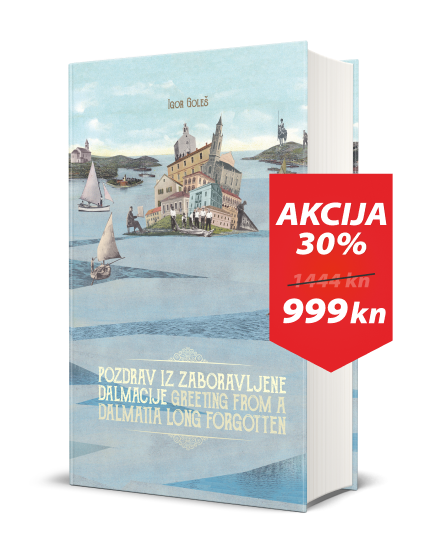 Igor Goleš
AKCIJA
30%
1444 kn
999 kn
POZDRAV IZ ZABORAVLJENE
DALMACIJE GREETING FROM A
DALMATIA LONG FORGOTTEN